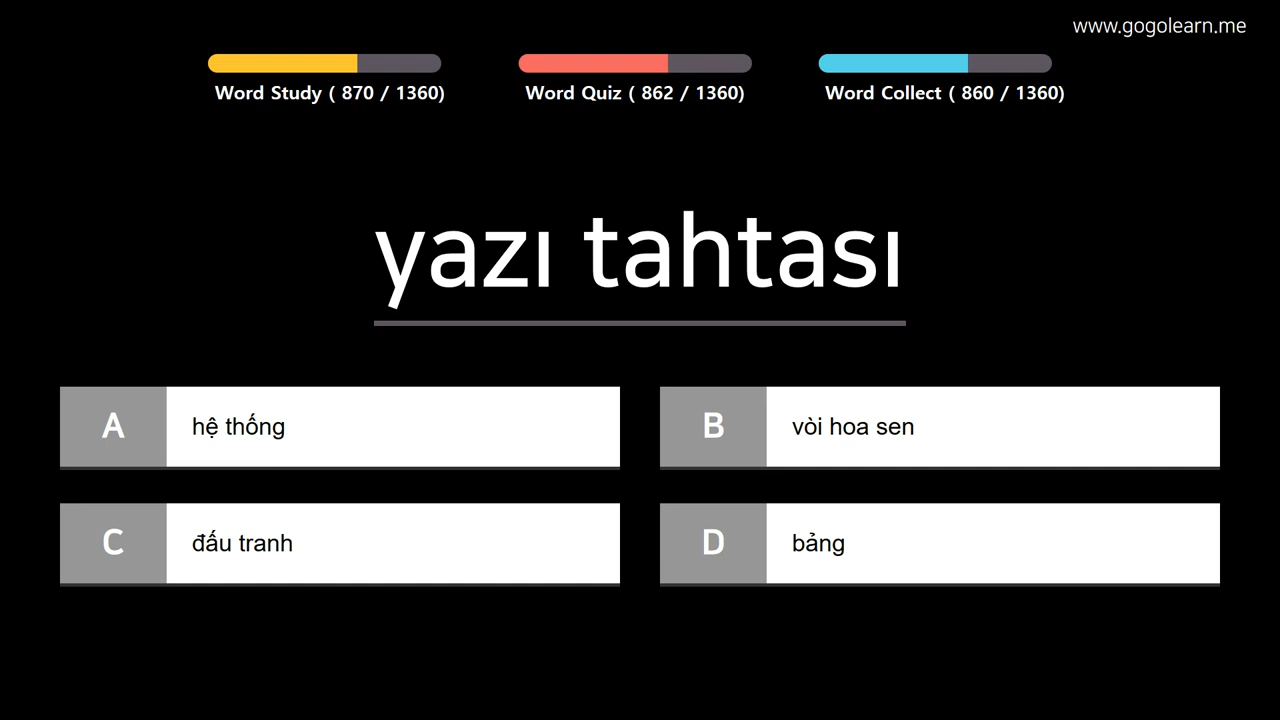 www.gogolearn.me
Word Study ( 870 / 1360)
Word Quiz ( 862 / 1360)
Word Collect ( 860 / 1360)
yazı tahtası
A hệ thống
B vòi hoa sen
C đấu tranh
D bảng